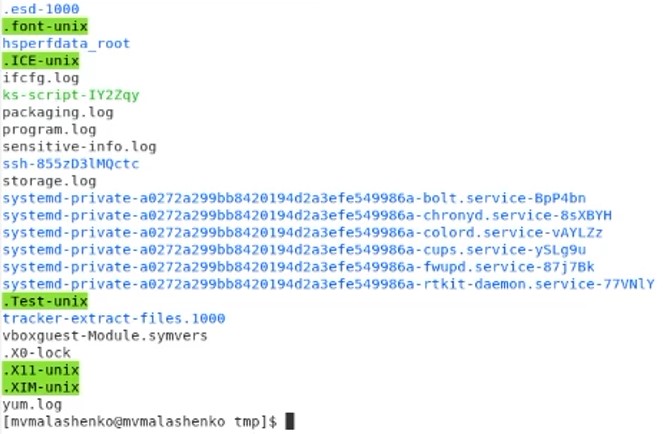 .esd-1000
.font-unix
hsperfdata_root
.ICE-unix
ifcfg.log
ks-script-IY2Zqy
packaging.log
program.log
sensitive-info.log
ssh-855zD3lMQctc
storage.log
systemd-private-a0272a299bb8420194d2a3efe549986a-bolt.service-BpP4bn
systemd-private-a0272a299bb8420194d2a3efe549986a-chronyd.service-8sXBYH
systemd-private-a0272a299bb8420194d2a3efe549986a-colord.service-vAYLZz
systemd-private-a0272a299bb8420194d2a3efe549986a-cups.service-ySLg9u
systemd-private-a0272a299bb8420194d2a3efe549986a-fwupd.service-87j7Bk
systemd-private-a0272a299bb8420194d2a3efe549986a-rtkit-daemon.service-77VNlY
.Test-unix
tracker-extract-files.1000
vboxguest-Module.symvers
.X0-lock
.X11-unix
.XIM-unix
yum.log
[mvmalashenko@mvmalashenko tmp]$